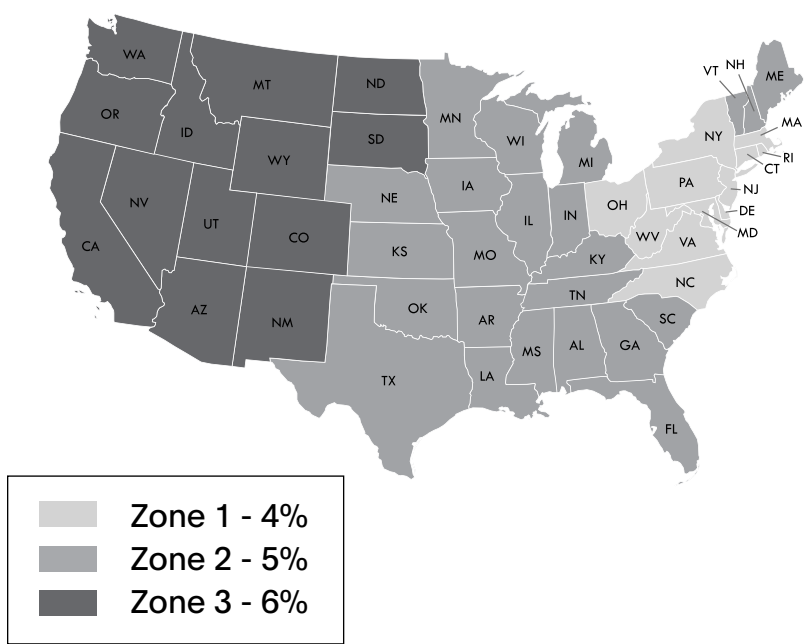 WA
MT
ND
MN
OR
ID
SD
WI
MI
VT
NH
ME
WY
NE
IA
NY
MA
RI
CT
NV
UT
CO
KS
MO
IL
IN
OH
PA
NJ
DE
MD
WV
VA
CA
KY
NC
AZ
NM
OK
AR
TN
SC
TX
LA
MS
AL
GA
FL
Zone 1 - 4%
Zone 2 - 5%
Zone 3 - 6%